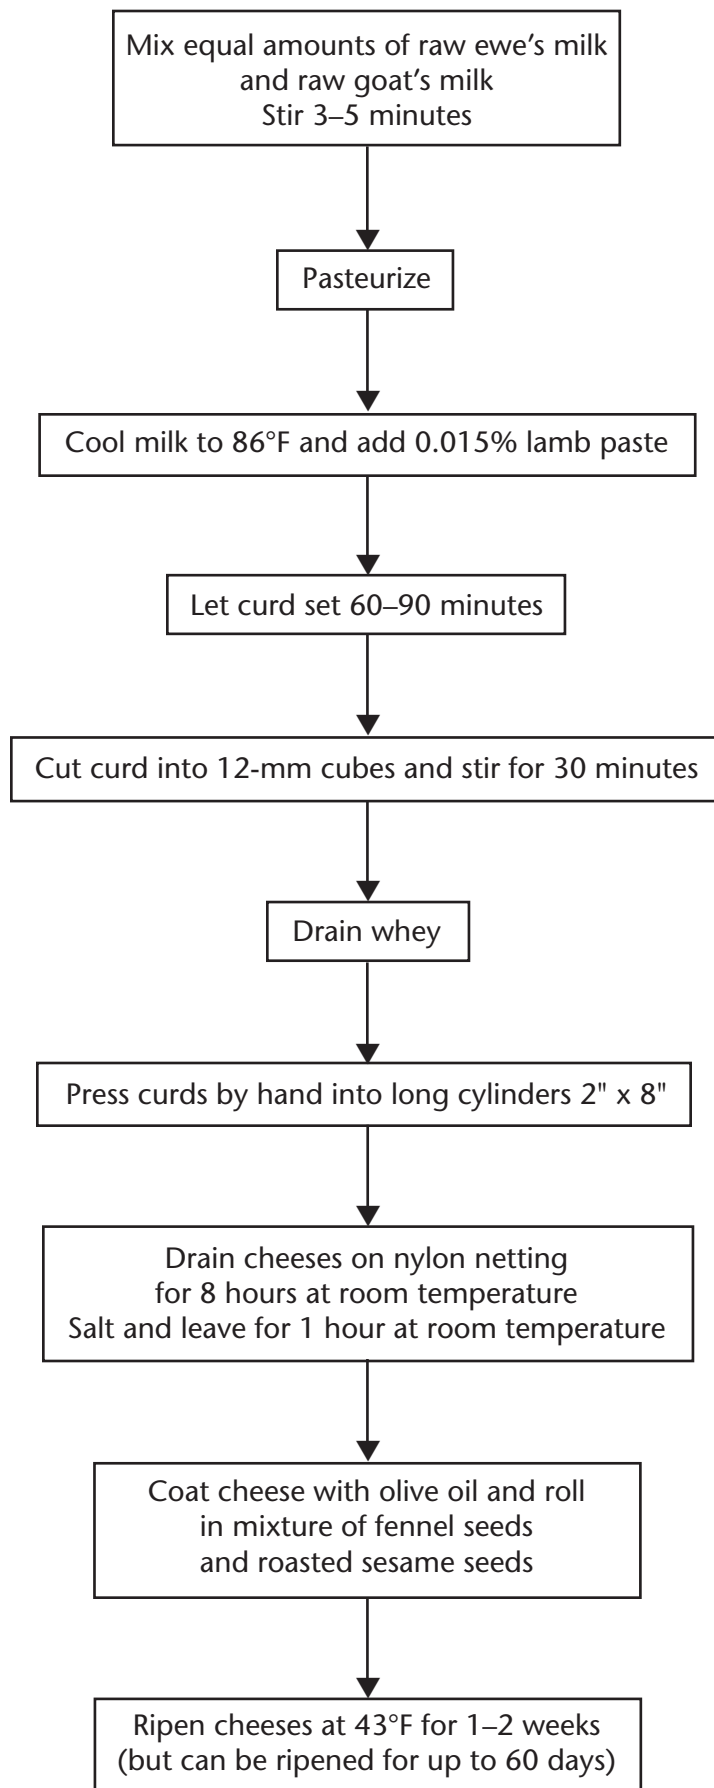 Mix equal amounts of raw ewe’s milk
and raw goat’s milk
Stir 3–5 minutes
Pasteurize
Cool milk to 86°F and add 0.015% lamb paste
Let curd set 60–90 minutes
Cut curd into 12-mm cubes and stir for 30 minutes
Drain whey
Press curds by hand into long cylinders 2" x 8"
Drain cheeses on nylon netting
for 8 hours at room temperature
Salt and leave for 1 hour at room temperature
Coat cheese with olive oil and roll
in mixture of fennel seeds
and roasted sesame seeds
Ripen cheeses at 43°F for 1–2 weeks
(but can be ripened for up to 60 days)